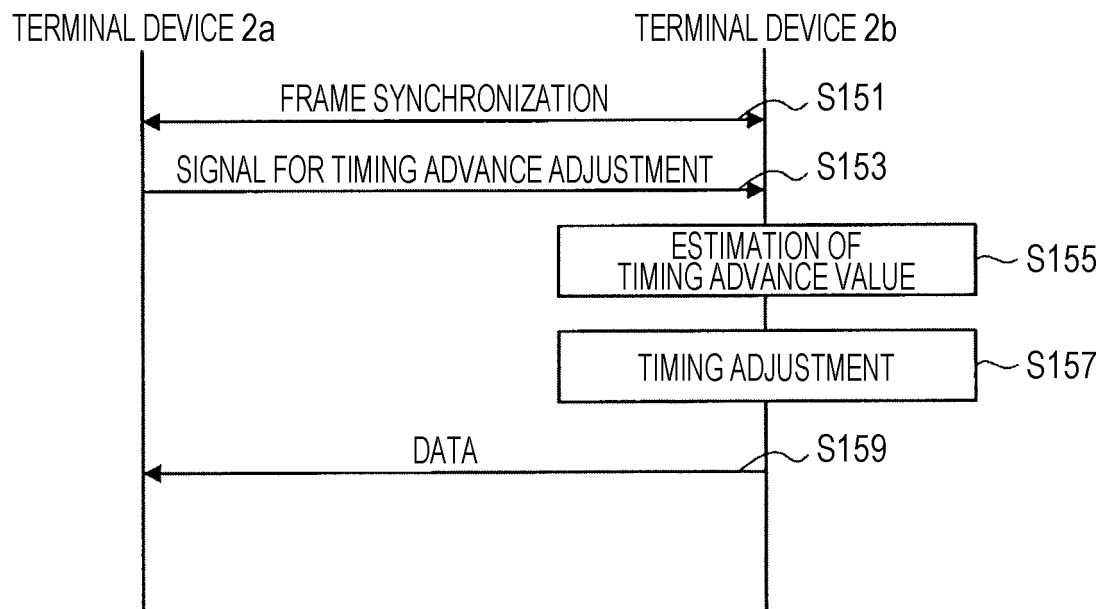 TERMINAL DEVICE 2a
TERMINAL DEVICE 2b
FRAME SYNCHRONIZATION
S151
SIGNAL FOR TIMING ADVANCE ADJUSTMENT
S153
ESTIMATION OF
TIMING ADVANCE VALUE
S155
TIMING ADJUSTMENT
S157
DATA
S159